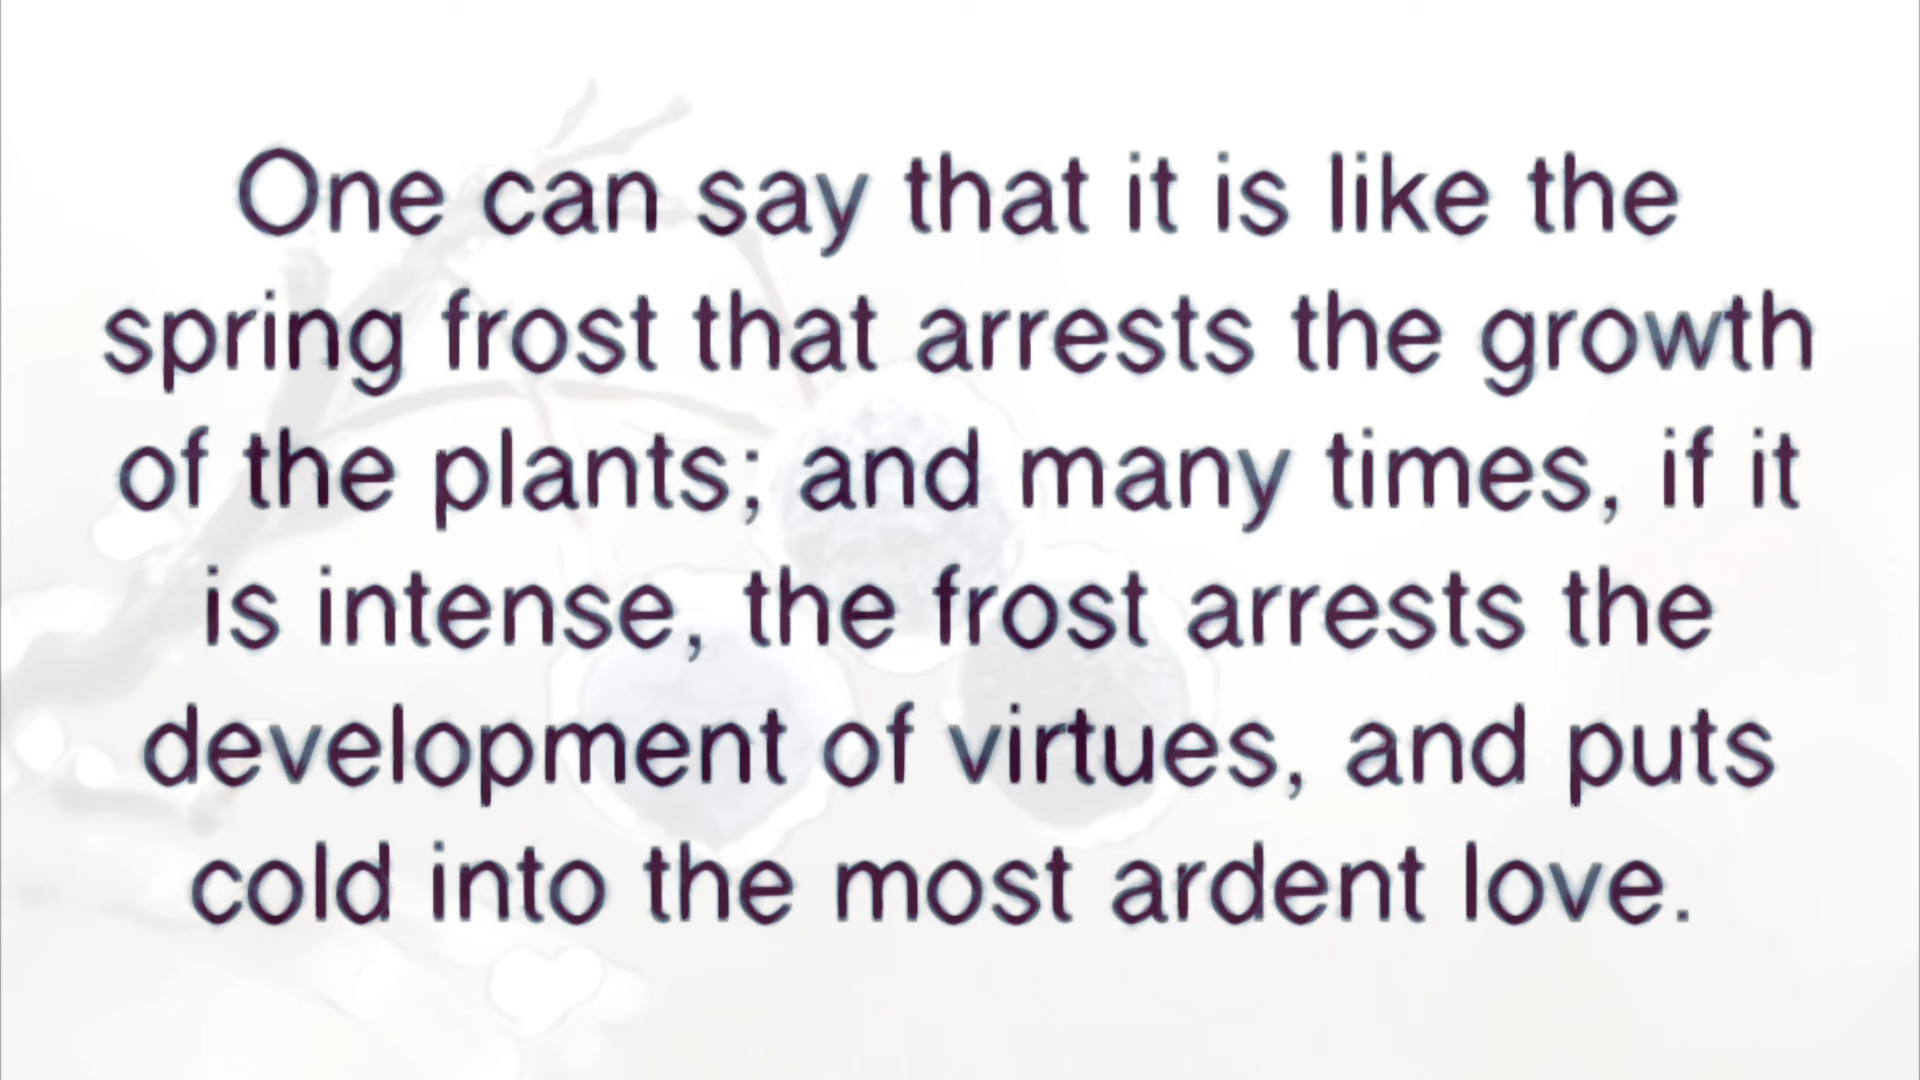 One can say that it is like the
spring frost that arrests the growth
of the plants; and many times, if it
is intense, the frost arrests the
development of virtues, and puts
cold into the most ardent love.